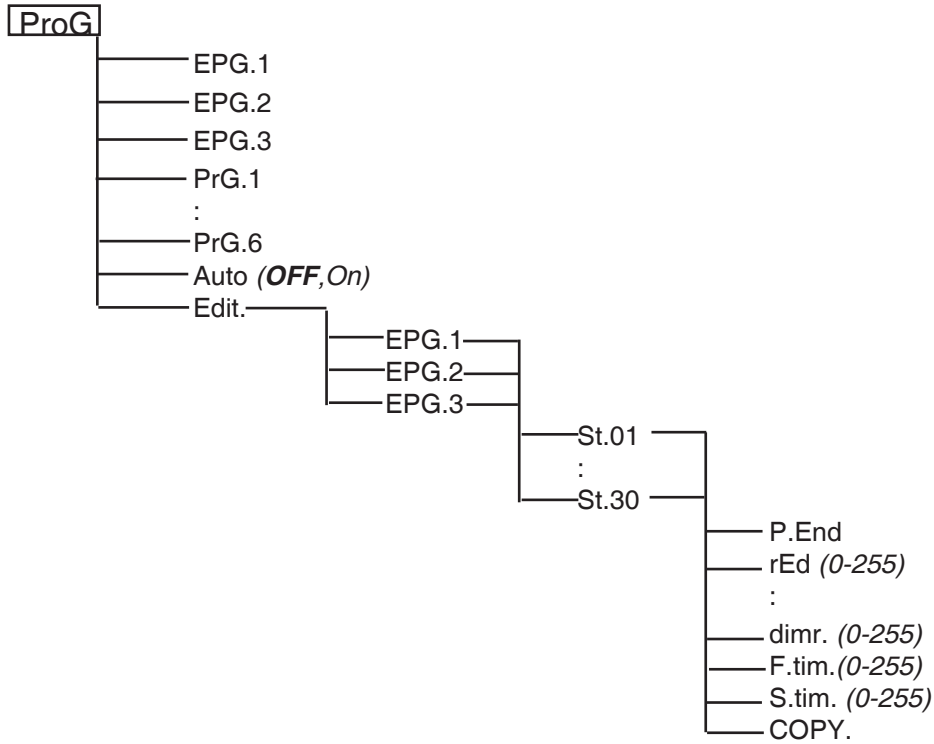 ProG
EPG.1
EPG.2
EPG.3
PrG.1
:
PrG.6
Auto (OFF,On)
Edit.
EPG.1
EPG.2
EPG.3
St.01
:
St.30
P.End
rEd (0-255)
:
dimr. (0-255)
F.tim.(0-255)
S.tim. (0-255)
COPY.